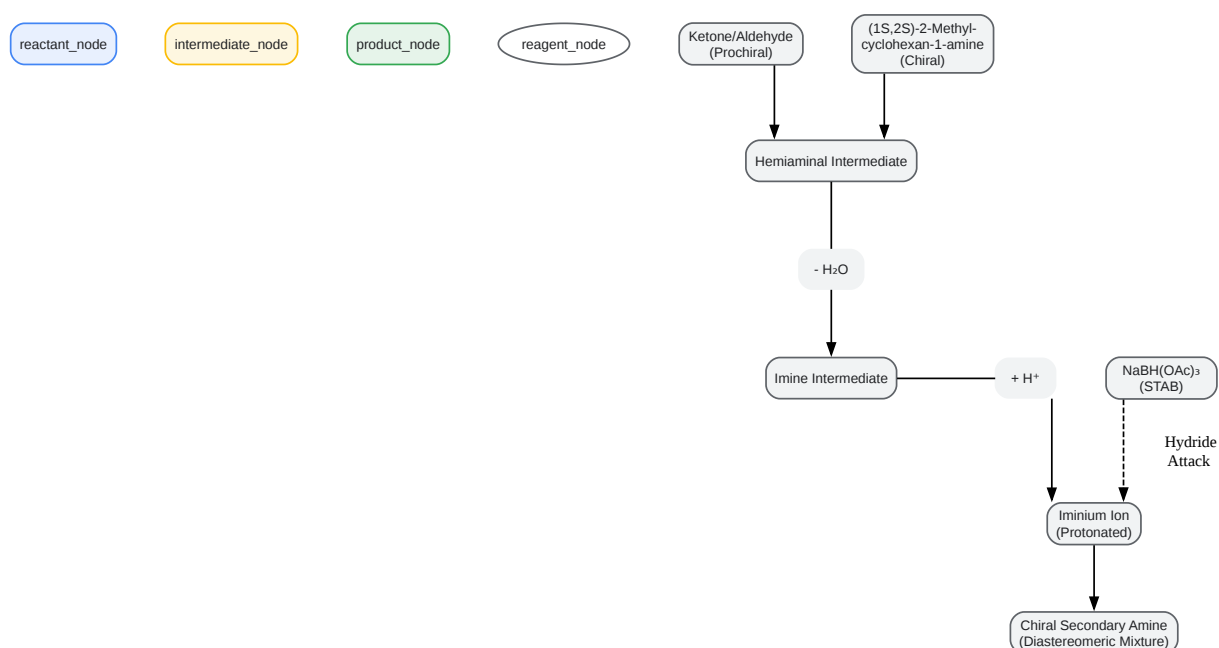 reactant_node
intermediate_node
product_node
reagent_node
Ketone/Aldehyde
(Prochiral)
(1S,2S)-2-Methyl-
cyclohexan-1-amine
(Chiral)
Hemiaminal Intermediate
- H₂O
Imine Intermediate
+ H⁺
NaBH(OAc)₃
(STAB)
Hydride
Attack
Iminium Ion
(Protonated)
Chiral Secondary Amine
(Diastereomeric Mixture)